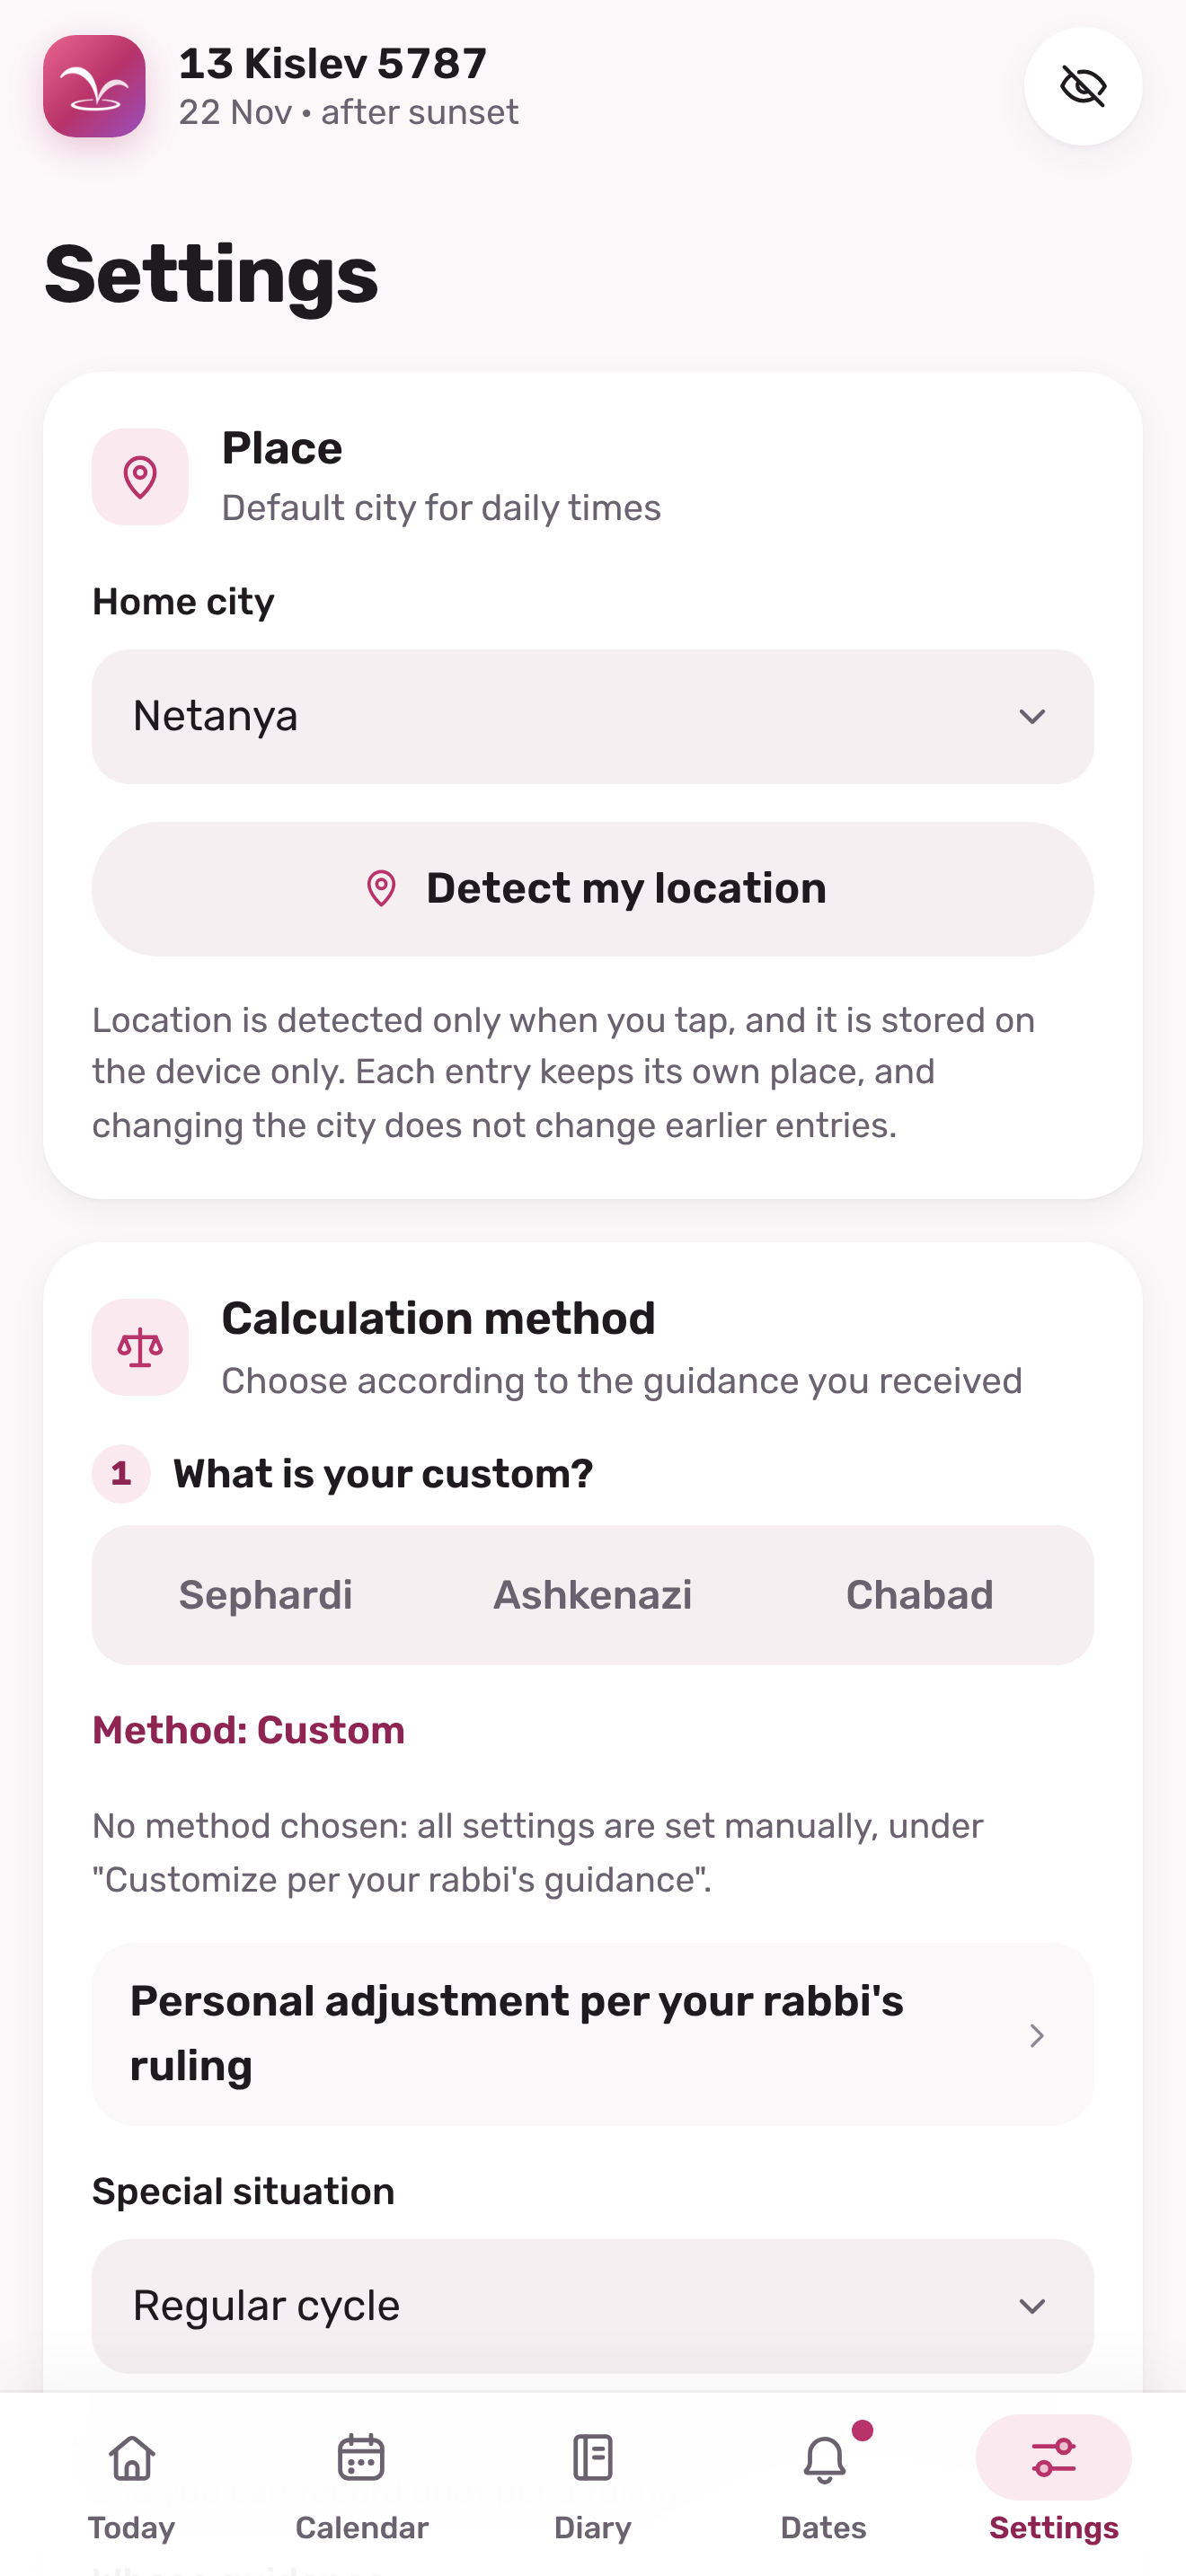 13 Kislev 5787
22 Nov • after sunset
Settings
Place
Default city for daily times
Home city
Netanya
Detect my location
Location is detected only when you tap, and it is stored on
the device only. Each entry keeps its own place, and
changing the city does not change earlier entries.
Calculation method
Choose according to the guidance you received
1 What is your custom?
Sephardi Ashkenazi Chabad
Method: Custom
No method chosen: all settings are set manually, under
"Customize per your rabbi's guidance".
Personal adjustment per your rabbi's
ruling
Special situation
Regular cycle
Today Calendar Diary Dates Settings